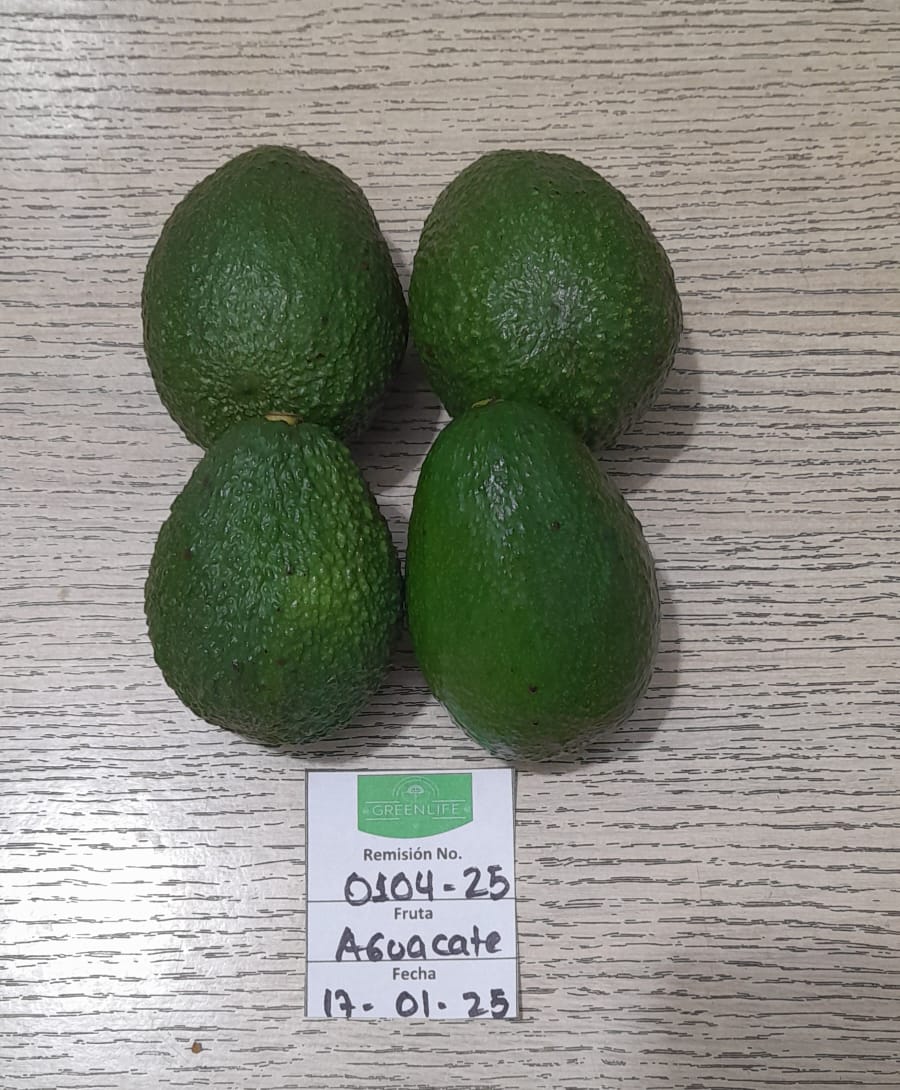 GREENLIFE
Remisión No.
0104-25
Fruta
Aguacate
Fecha
17-01-25